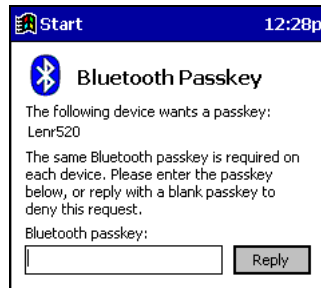 Start 12:28p
Bluetooth Passkey
The following device wants a passkey:
Lenr520
The same Bluetooth passkey is required on
each device. Please enter the passkey
below, or reply with a blank passkey to
deny this request.
Bluetooth passkey:
Reply